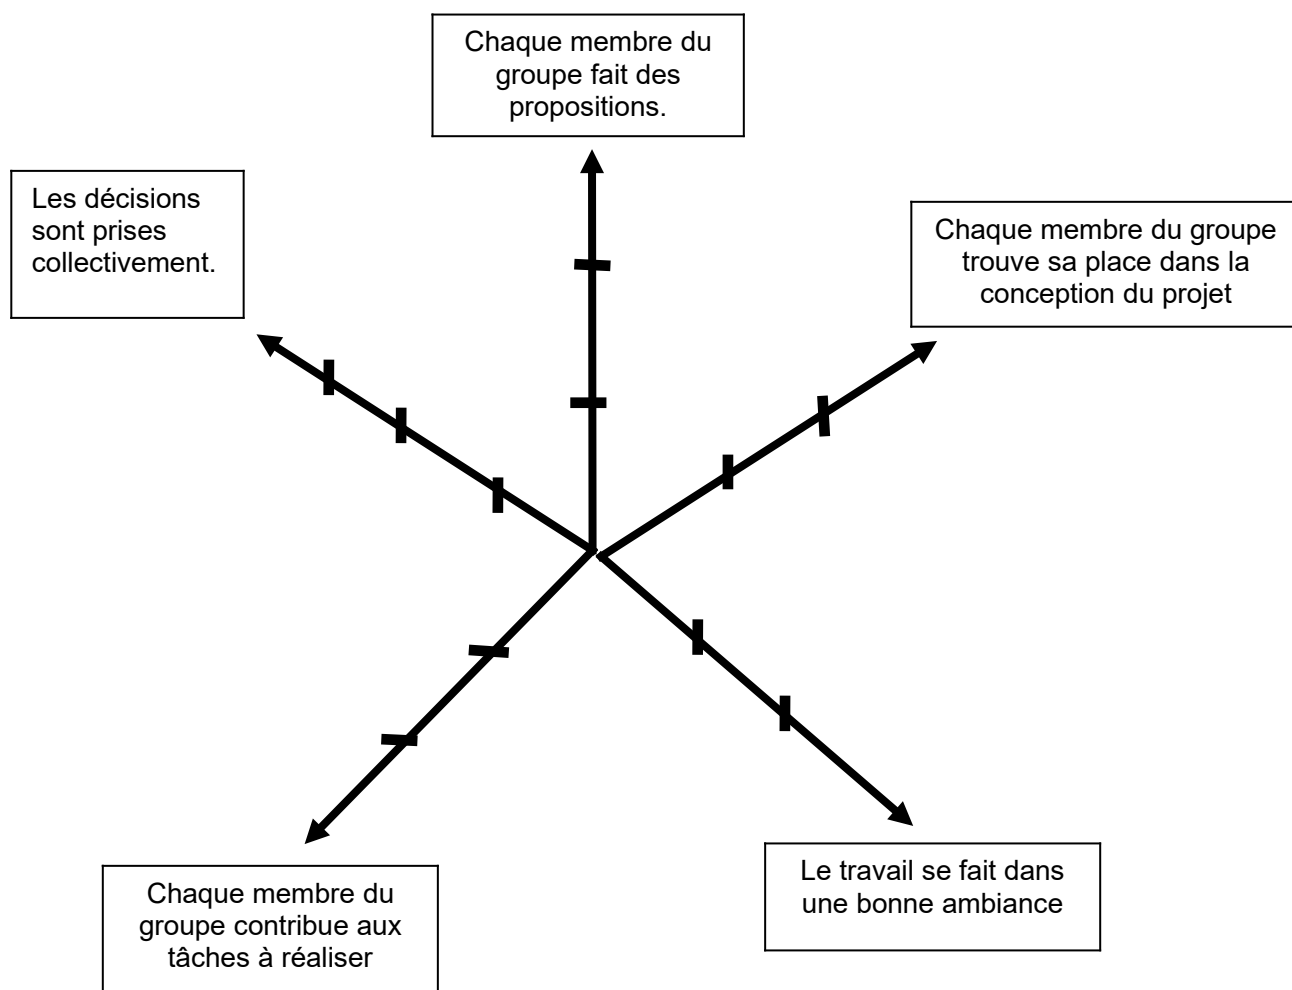 Chaque membre du
groupe fait des
propositions.
Les décisions
sont prises
collectivement.
Chaque membre du groupe
trouve sa place dans la
conception du projet
Chaque membre du
groupe contribue aux
tâches à réaliser
Le travail se fait dans
une bonne ambiance